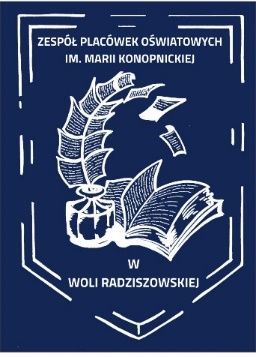 ZESPÓŁ PLACÓWEK OŚWIATOWYCH
IM. MARII KONOPNICKIEJ
W
WOLI RADZISZOWSKIEJ